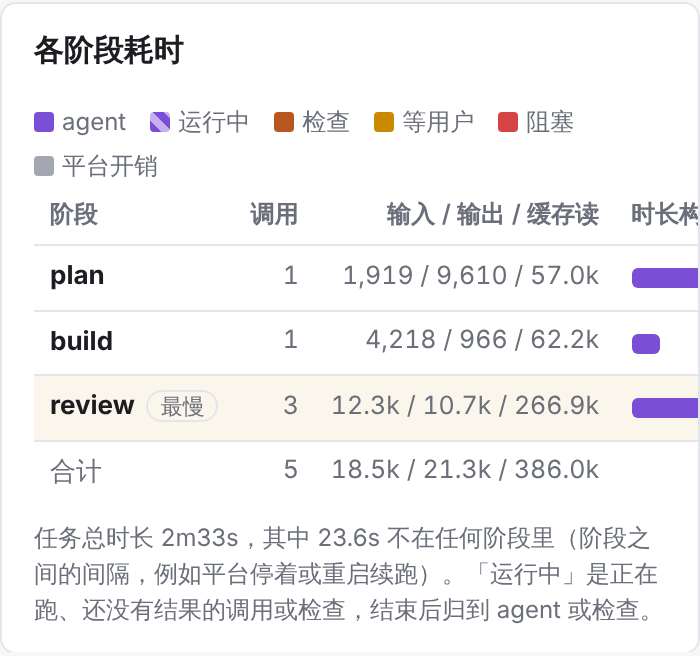 各阶段耗时
agent 运行中 检查 等用户 阻塞
平台开销
阶段 调用 输入 / 输出 / 缓存读 时长构
plan 1 1,919 / 9,610 / 57.0k
build 1 4,218 / 966 / 62.2k
review 最慢 3 12.3k / 10.7k / 266.9k
合计 5 18.5k / 21.3k / 386.0k
任务总时长 2m33s，其中 23.6s 不在任何阶段里（阶段之
间的间隔，例如平台停着或重启续跑）。「运行中」是正在
跑、还没有结果的调用或检查，结束后归到 agent 或检查。